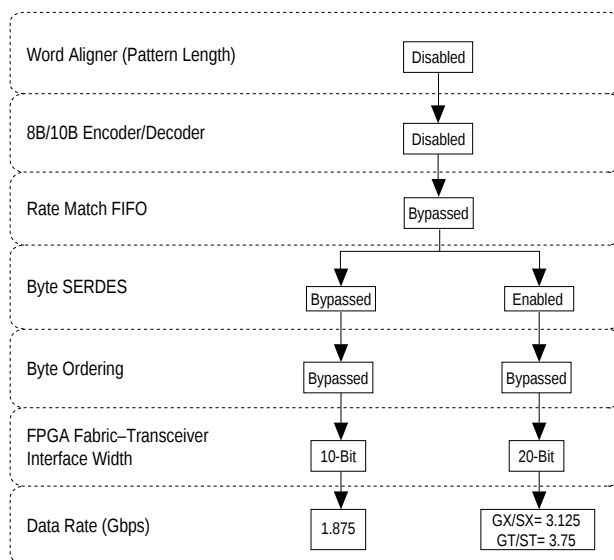 Word Aligner (Pattern Length)
Disabled
8B/10B Encoder/Decoder
Disabled
Rate Match FIFO
Bypassed
Byte SERDES
Bypassed
Enabled
Byte Ordering
Bypassed
Bypassed
FPGA Fabric–Transceiver
Interface Width
10-Bit
20-Bit
Data Rate (Gbps)
1.875
GX/SX= 3.125
GT/ST= 3.75